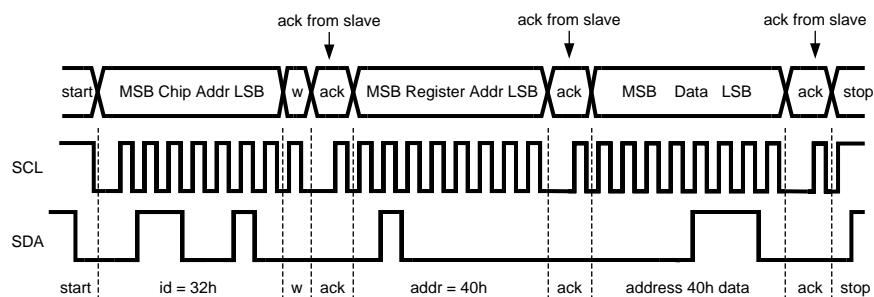 ack from slave ack from slave ack from slave
start MSB Chip Addr LSB w ack MSB Register Addr LSB ack MSB Data LSB ack stop
SCL
SDA
start id = 32h w ack addr = 40h ack address 40h data ack stop